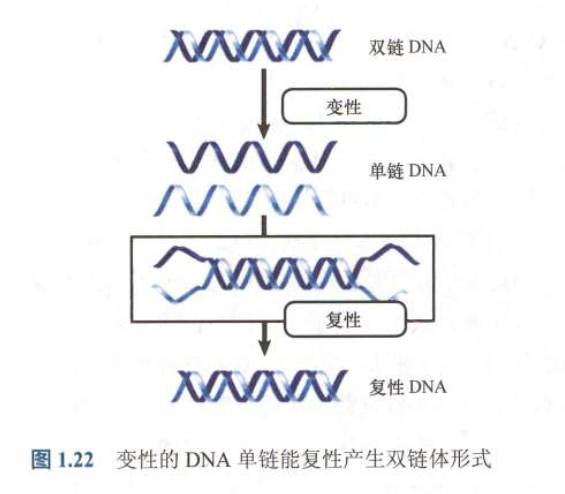 双链 DNA
变性
单链 DNA
复性
复性 DNA
图 1.22 变性的 DNA 单链能复性产生双链体形式